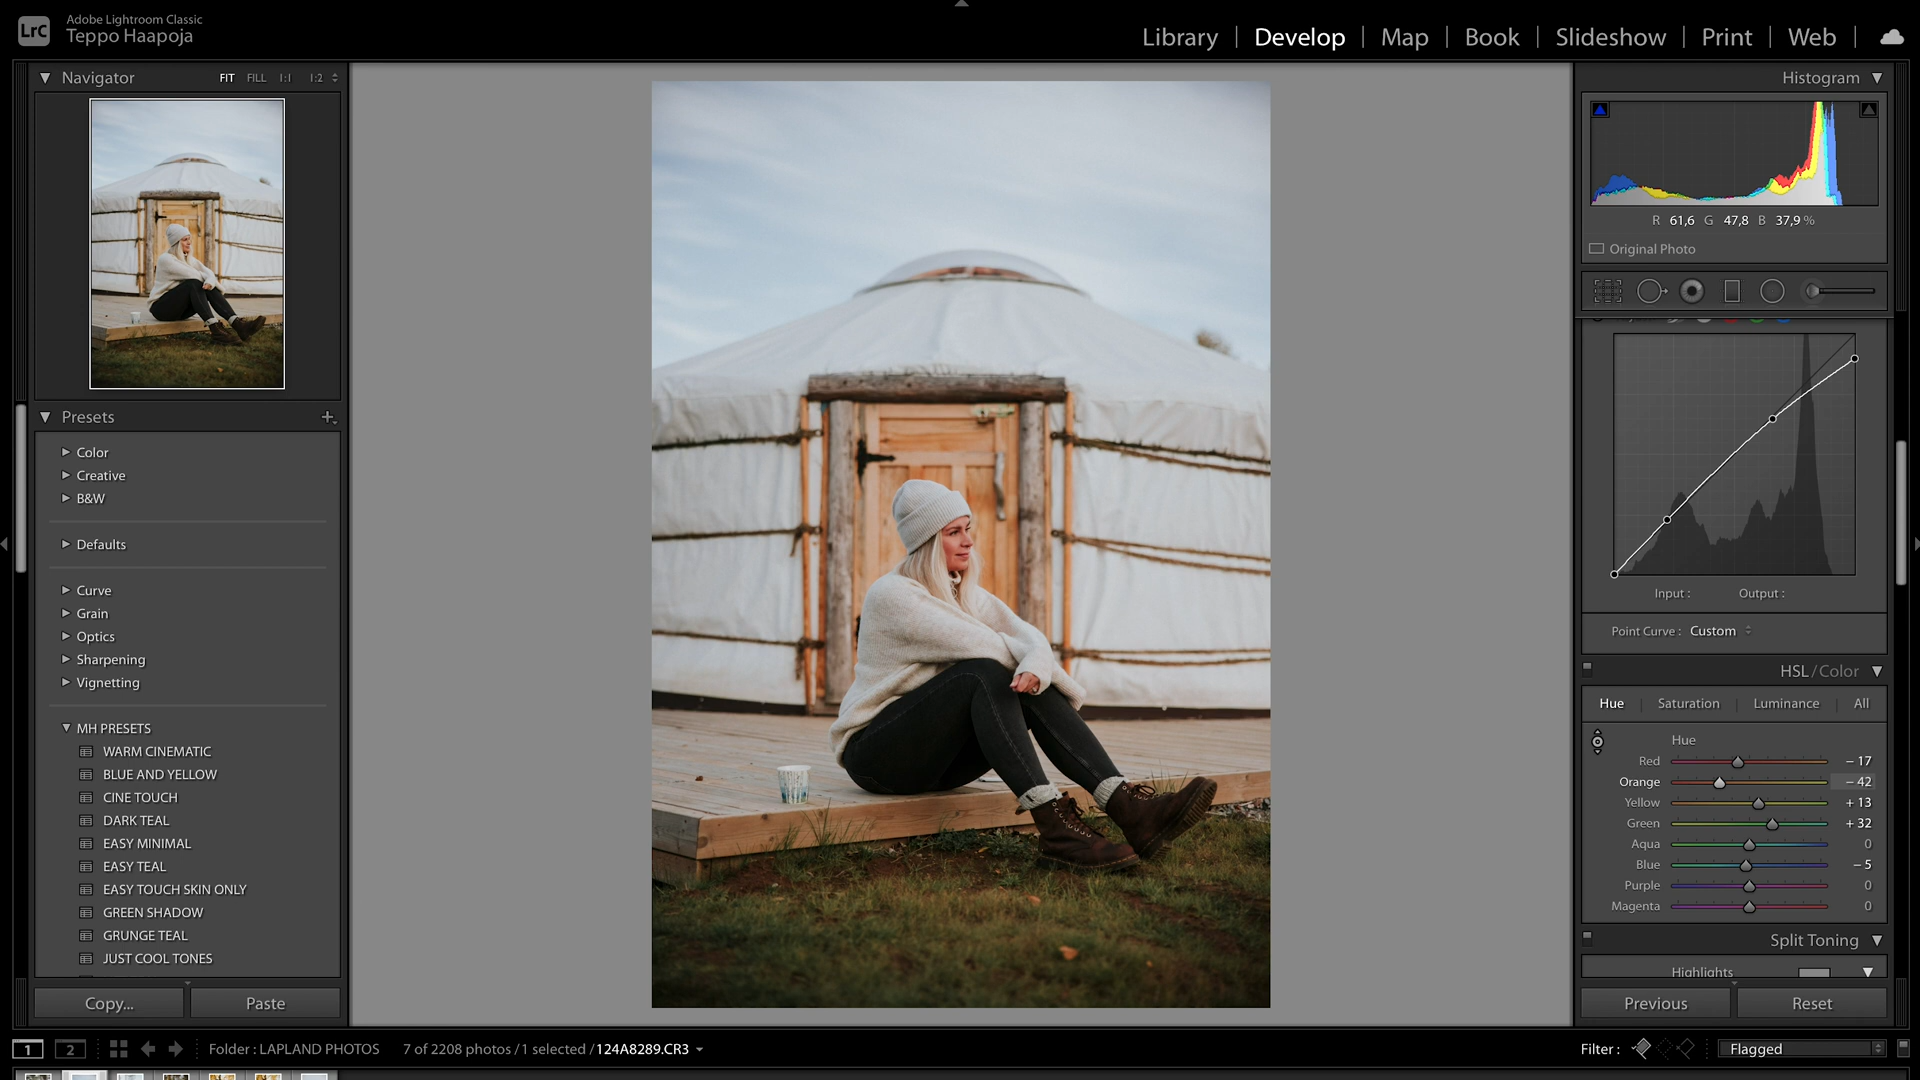 LrC
Adobe Lightroom Classic
Teppo Haapoja
Library
Develop
Map
Book
Slideshow
Print
Web
Navigator
FIT FILL 1:1 1:2
Presets
Color
Creative
B&W
Defaults
Curve
Grain
Optics
Sharpening
Vignetting
MH PRESETS
WARM CINEMATIC
BLUE AND YELLOW
CINE TOUCH
DARK TEAL
EASY MINIMAL
EASY TEAL
EASY TOUCH SKIN ONLY
GREEN SHADOW
GRUNGE TEAL
JUST COOL TONES
Copy...
Paste
Histogram
R 61,6 G 47,8 B 37,9 %
Original Photo
Input : Output :
Point Curve : Custom
HSL / Color
Hue Saturation Luminance All
Hue
Red – 17
Orange – 42
Yellow + 13
Green + 32
Aqua 0
Blue – 5
Purple 0
Magenta 0
Split Toning
Highlights
Previous
Reset
1 2
Folder : LAPLAND PHOTOS 7 of 2208 photos / 1 selected / 124A8289.CR3
Filter : Flagged